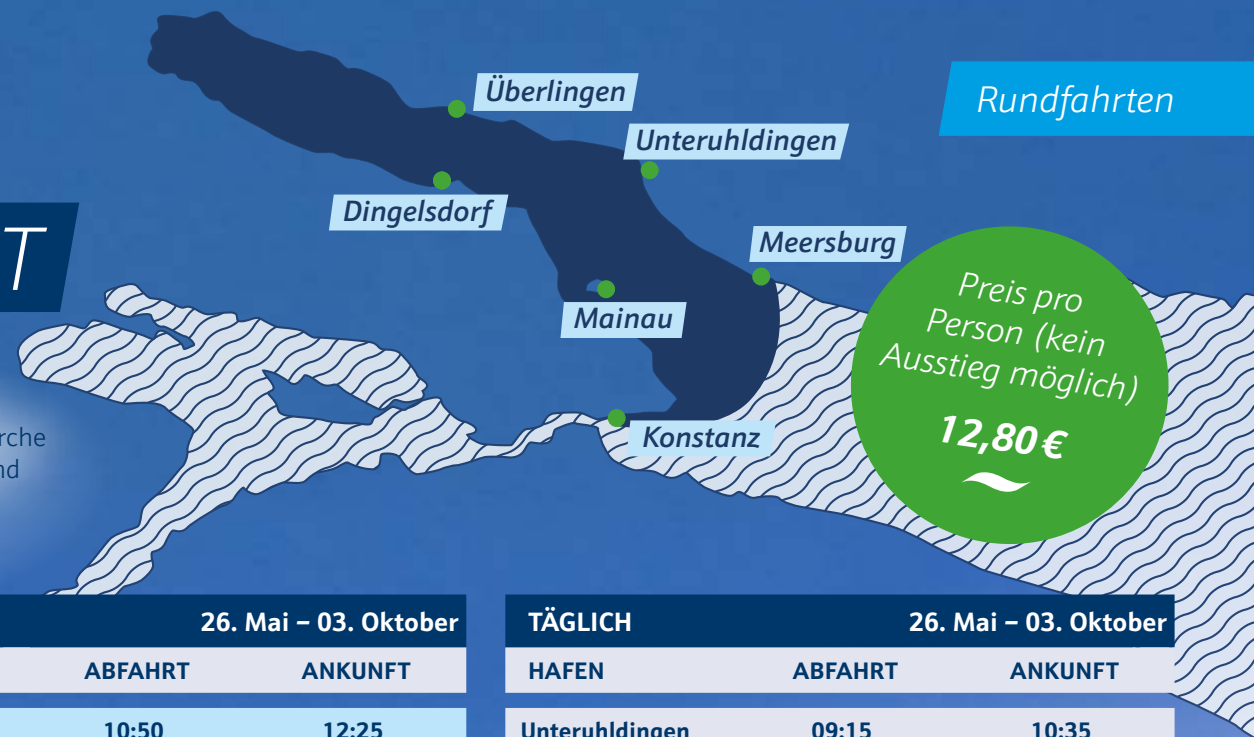 Überlingen
Rundfahrten
Unteruhldingen
Dingelsdorf
T
Meersburg
Preis pro
Person (kein
Ausstieg möglich)
12,80 €
Mainau
Konstanz
rche
nd
26. Mai – 03. Oktober
ABFAHRT ANKUNFT
10:50 12:25
TÄGLICH 26. Mai – 03. Oktober
HAFEN ABFAHRT ANKUNFT
Unteruhldingen 09:15 10:35